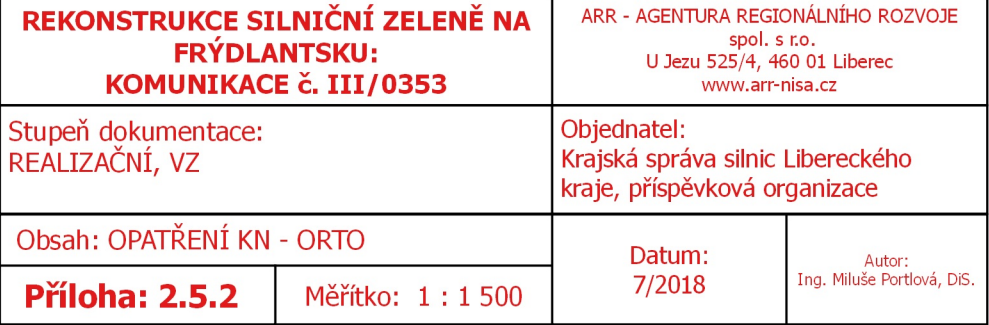 REKONSTRUKCE SILNIČNÍ ZELENĚ NA
FRÝDLANTSKU:
KOMUNIKACE č. III/0353
ARR - AGENTURA REGIONÁLNÍHO ROZVOJE
spol. s r.o.
U Jezu 525/4, 460 01 Liberec
www.arr-nisa.cz
Stupeň dokumentace:
REALIZAČNÍ, VZ
Objednatel:
Krajská správa silnic Libereckého
kraje, příspěvková organizace
Obsah: OPATŘENÍ KN - ORTO
Příloha: 2.5.2
Měřítko: 1 : 1 500
Datum:
7/2018
Autor:
Ing. Miluše Portlová, DiS.